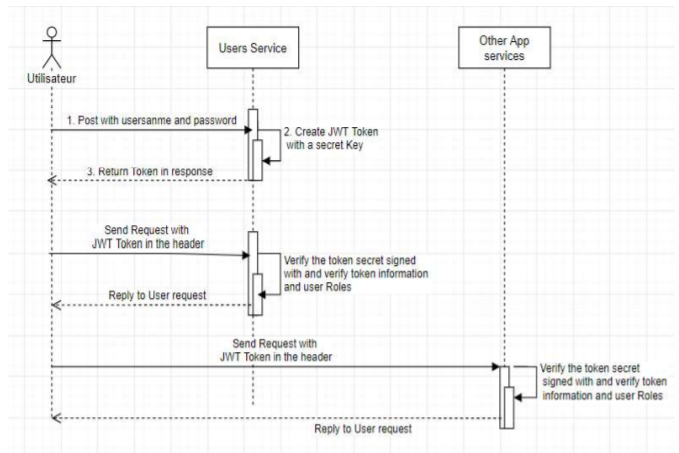 Users Service
Other App
services
Utilisateur
1. Post with usersanme and password
2. Create JWT Token
with a secret Key
3. Return Token in response
Send Request with
JWT Token in the header
Verify the token secret signed
with and verify token information
and user Roles
Reply to User request
Send Request with
JWT Token in the header
Verify the token secret
signed with and verify token
information and user Roles
Reply to User request